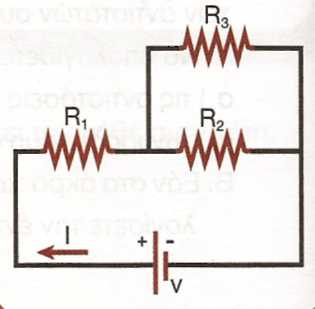 R₃
R₁ R₂
I + -
V